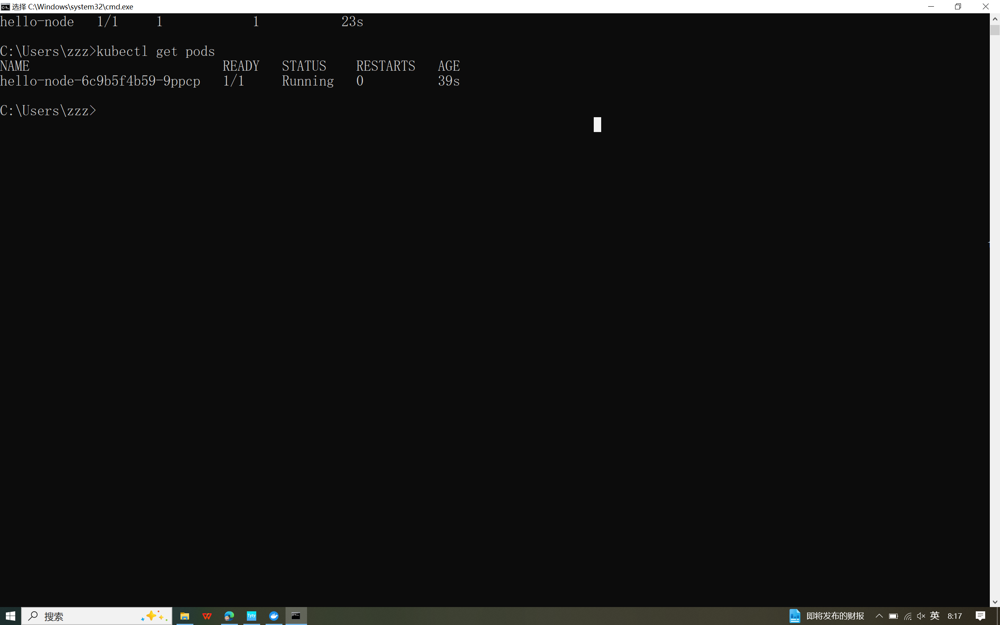 选择 C:\Windows\system32\cmd.exe
hello-node   1/1     1            1           23s
C:\Users\zzz>kubectl get pods
NAME                          READY   STATUS    RESTARTS   AGE
hello-node-6c9b5f4b59-9ppcp   1/1     Running   0          39s
C:\Users\zzz>
搜索
Tyty
即将发布的财报
英
8:17